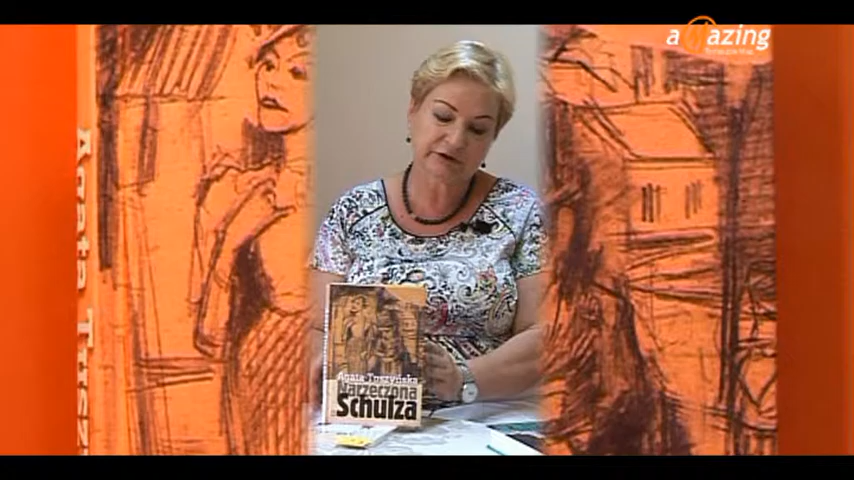 aMazing
Agata Tusz
Agata Tuszyńska
Narzeczona
Schulza